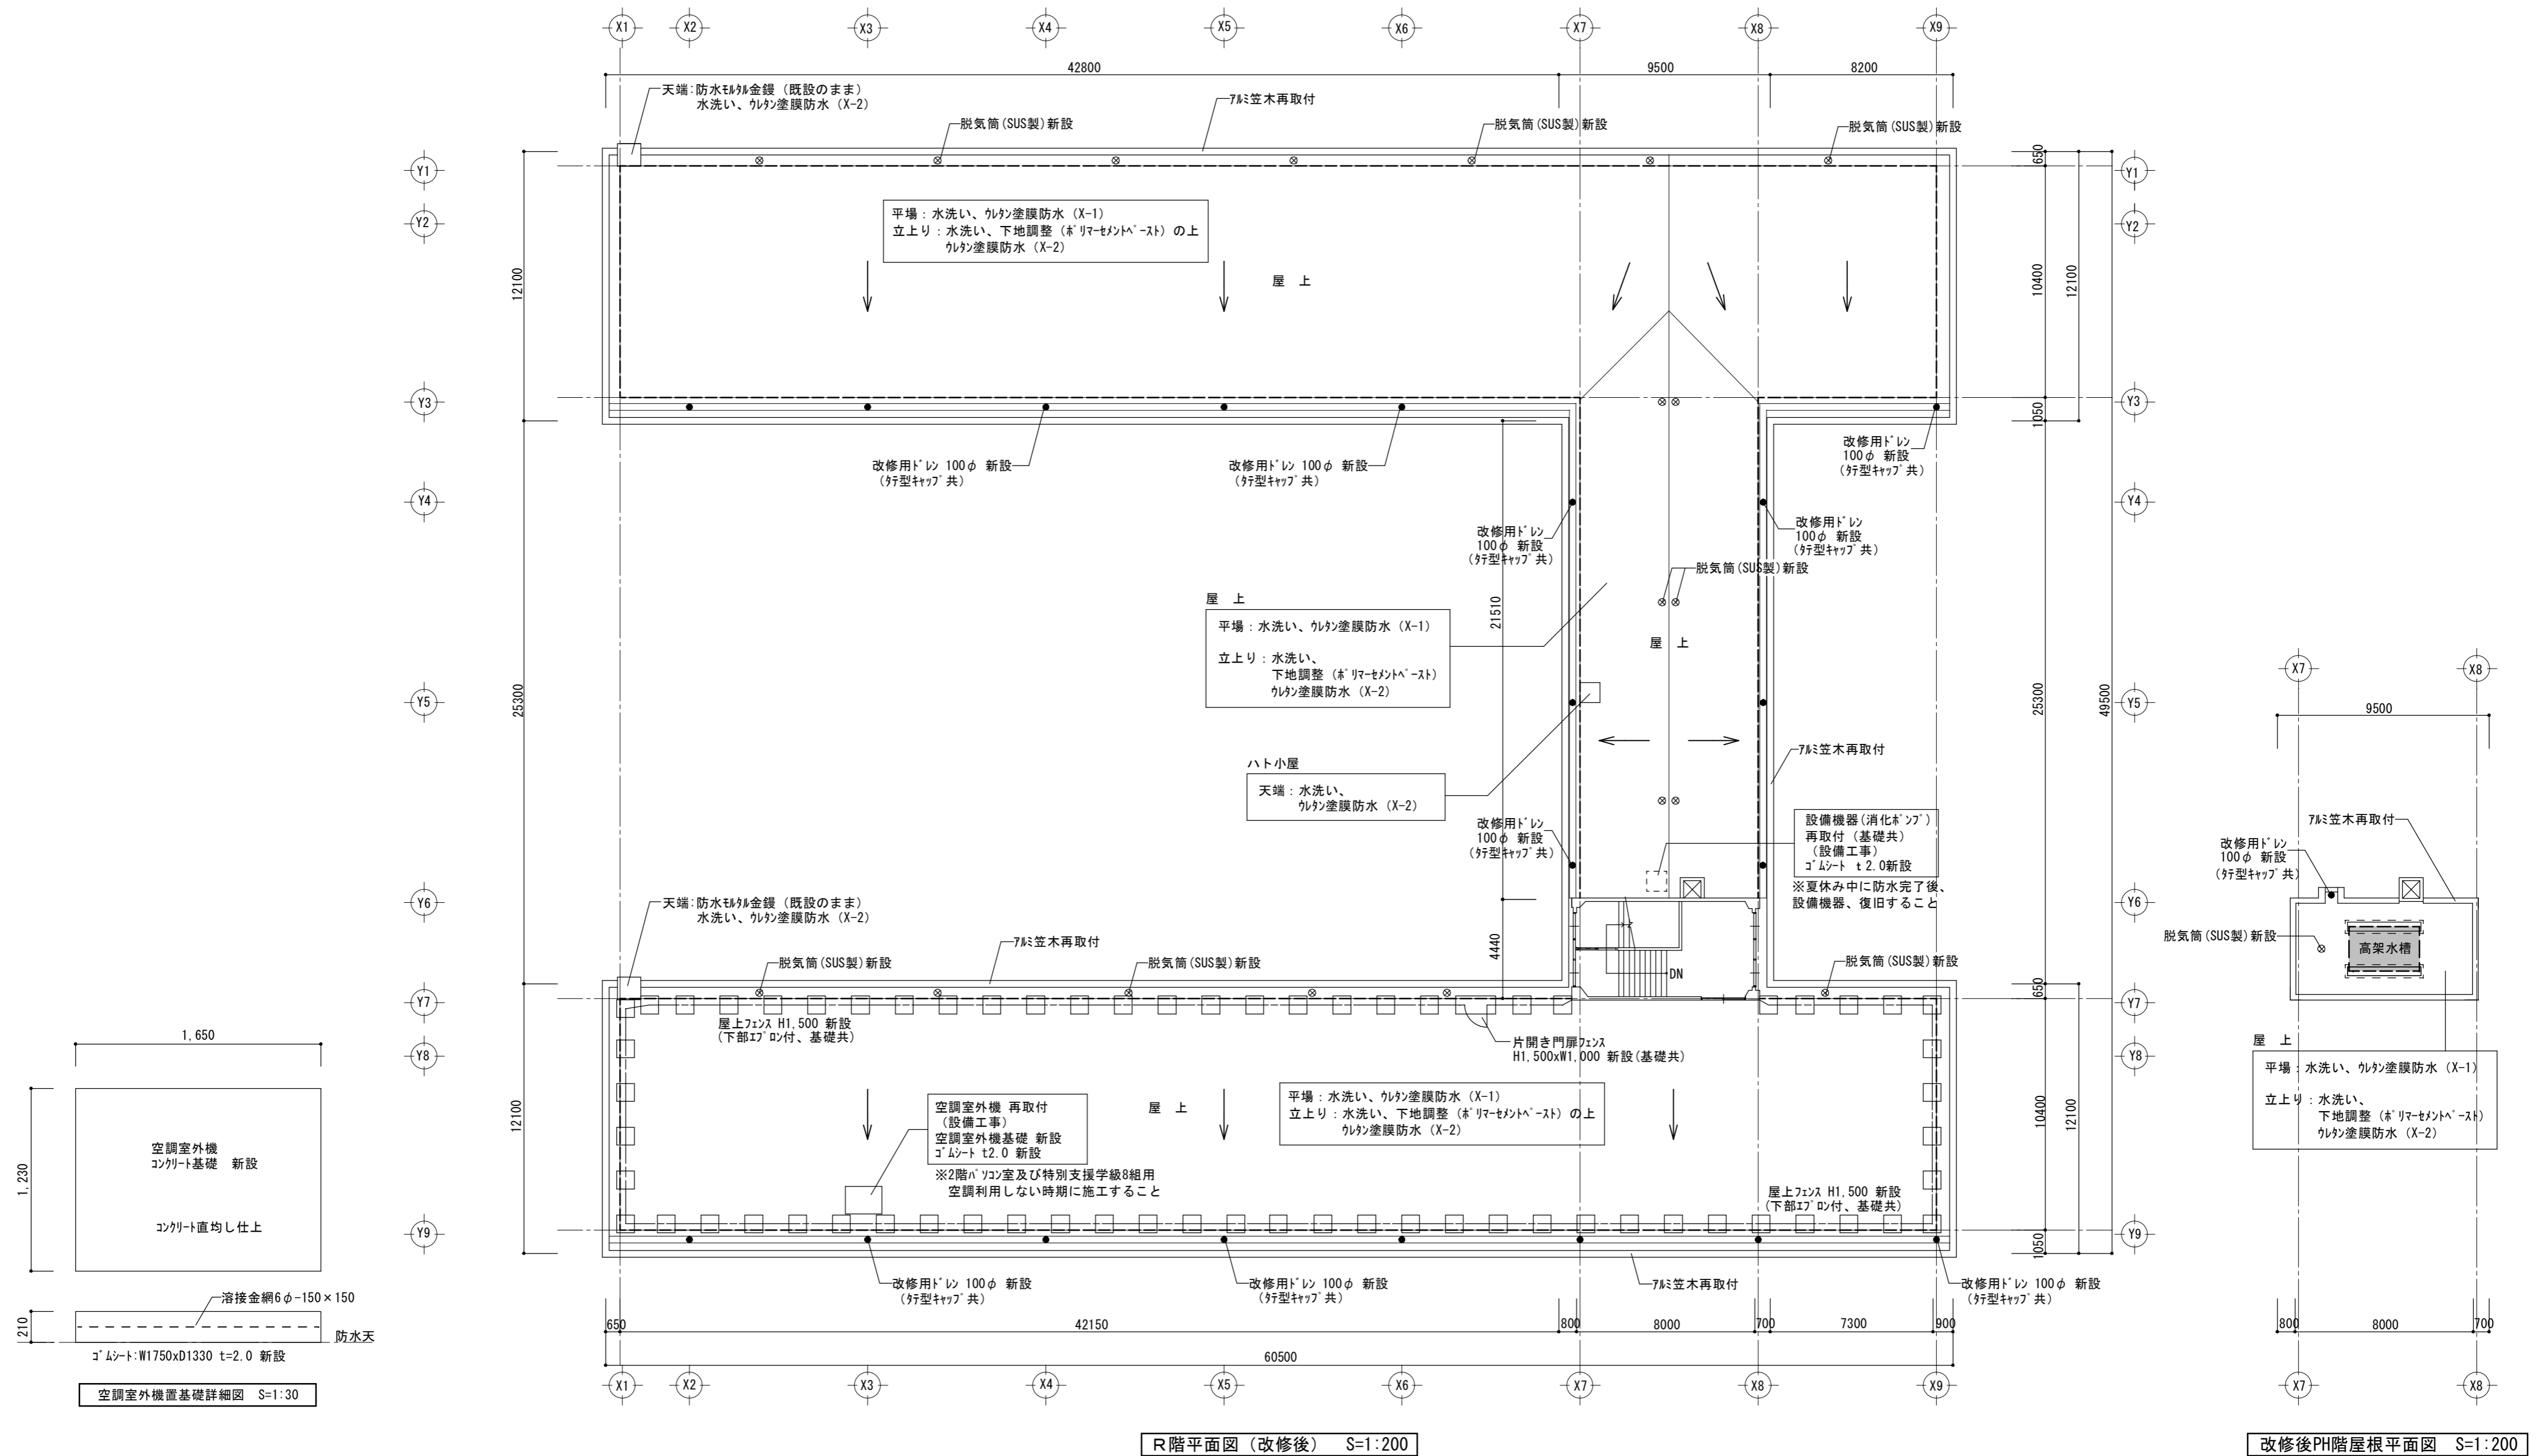 X1
X2
X3
X4
X5
X6
X7
X8
X9
42800
9500
8200
天端:防水ﾓﾙﾀﾙ金鏝（既設のまま）
水洗い、ｳﾚﾀﾝ塗膜防水（X-2）
ｱﾙﾐ笠木再取付
脱気筒(SUS製)新設
脱気筒(SUS製)新設
脱気筒(SUS製)新設
Y1
Y2
Y3
Y4
Y5
Y6
Y7
Y8
Y9
12100
25300
12100
平場：水洗い、ｳﾚﾀﾝ塗膜防水（X-1）
立上り：水洗い、下地調整（ﾎﾟﾘﾏｰｾﾒﾝﾄﾍﾟｰｽﾄ）の上
ｳﾚﾀﾝ塗膜防水（X-2）
屋　上
改修用ﾄﾞﾚﾝ 100φ 新設
（ﾀﾃ型ｷｬｯﾌﾟ共）
改修用ﾄﾞﾚﾝ 100φ 新設
（ﾀﾃ型ｷｬｯﾌﾟ共）
改修用ﾄﾞﾚﾝ
100φ 新設
（ﾀﾃ型ｷｬｯﾌﾟ共）
改修用ﾄﾞﾚﾝ
100φ 新設
（ﾀﾃ型ｷｬｯﾌﾟ共）
改修用ﾄﾞﾚﾝ
100φ 新設
（ﾀﾃ型ｷｬｯﾌﾟ共）
脱気筒(SUS製)新設
21510
4440
屋　上
平場：水洗い、ｳﾚﾀﾝ塗膜防水（X-1）
立上り：水洗い、
下地調整（ﾎﾟﾘﾏｰｾﾒﾝﾄﾍﾟｰｽﾄ）
ｳﾚﾀﾝ塗膜防水（X-2）
屋　上
ハト小屋
天端：水洗い、
ｳﾚﾀﾝ塗膜防水（X-2）
ｱﾙﾐ笠木再取付
改修用ﾄﾞﾚﾝ
100φ 新設
（ﾀﾃ型ｷｬｯﾌﾟ共）
設備機器(消化ﾎﾟﾝﾌﾟ)
再取付（基礎共）
（設備工事）
ｺﾞﾑｼｰﾄ t2.0新設
※夏休み中に防水完了後、
設備機器、復旧すること
DN
天端:防水ﾓﾙﾀﾙ金鏝（既設のまま）
水洗い、ｳﾚﾀﾝ塗膜防水（X-2）
ｱﾙﾐ笠木再取付
脱気筒(SUS製)新設
脱気筒(SUS製)新設
脱気筒(SUS製)新設
屋上ﾌｪﾝｽ H1,500 新設
(下部ｴﾌﾟﾛﾝ付、基礎共)
片開き門扉ﾌｪﾝｽ
H1,500xW1,000 新設(基礎共)
空調室外機 再取付
（設備工事）
空調室外機基礎 新設
ｺﾞﾑｼｰﾄ t2.0 新設
※2階ﾊﾟｿｺﾝ室及び特別支援学級8組用
空調利用しない時期に施工すること
屋　上
平場：水洗い、ｳﾚﾀﾝ塗膜防水（X-1）
立上り：水洗い、下地調整（ﾎﾟﾘﾏｰｾﾒﾝﾄﾍﾟｰｽﾄ）の上
ｳﾚﾀﾝ塗膜防水（X-2）
屋上ﾌｪﾝｽ H1,500 新設
(下部ｴﾌﾟﾛﾝ付、基礎共)
改修用ﾄﾞﾚﾝ 100φ 新設
（ﾀﾃ型ｷｬｯﾌﾟ共）
改修用ﾄﾞﾚﾝ 100φ 新設
（ﾀﾃ型ｷｬｯﾌﾟ共）
ｱﾙﾐ笠木再取付
改修用ﾄﾞﾚﾝ 100φ 新設
（ﾀﾃ型ｷｬｯﾌﾟ共）
650
42150
800
8000
700
7300
900
60500
X1
X2
X3
X4
X5
X6
X7
X8
X9
650
10400
1050
12100
25300
49500
650
10400
1050
12100
Y1
Y2
Y3
Y4
Y5
Y6
Y7
Y8
Y9
R階平面図（改修後）　S=1:200
1,650
1,230
空調室外機
ｺﾝｸﾘｰﾄ基礎　新設
ｺﾝｸﾘｰﾄ直均し仕上
溶接金網6φ-150×150
210
防水天
ｺﾞﾑｼｰﾄ:W1750xD1330 t=2.0 新設
空調室外機置基礎詳細図　S=1:30
X7
X8
9500
ｱﾙﾐ笠木再取付
改修用ﾄﾞﾚﾝ
100φ 新設
（ﾀﾃ型ｷｬｯﾌﾟ共）
脱気筒(SUS製)新設
高架水槽
屋　上
平場：水洗い、ｳﾚﾀﾝ塗膜防水（X-1）
立上り：水洗い、
下地調整（ﾎﾟﾘﾏｰｾﾒﾝﾄﾍﾟｰｽﾄ）
ｳﾚﾀﾝ塗膜防水（X-2）
800
8000
700
X7
X8
改修後PH階屋根平面図　S=1:200